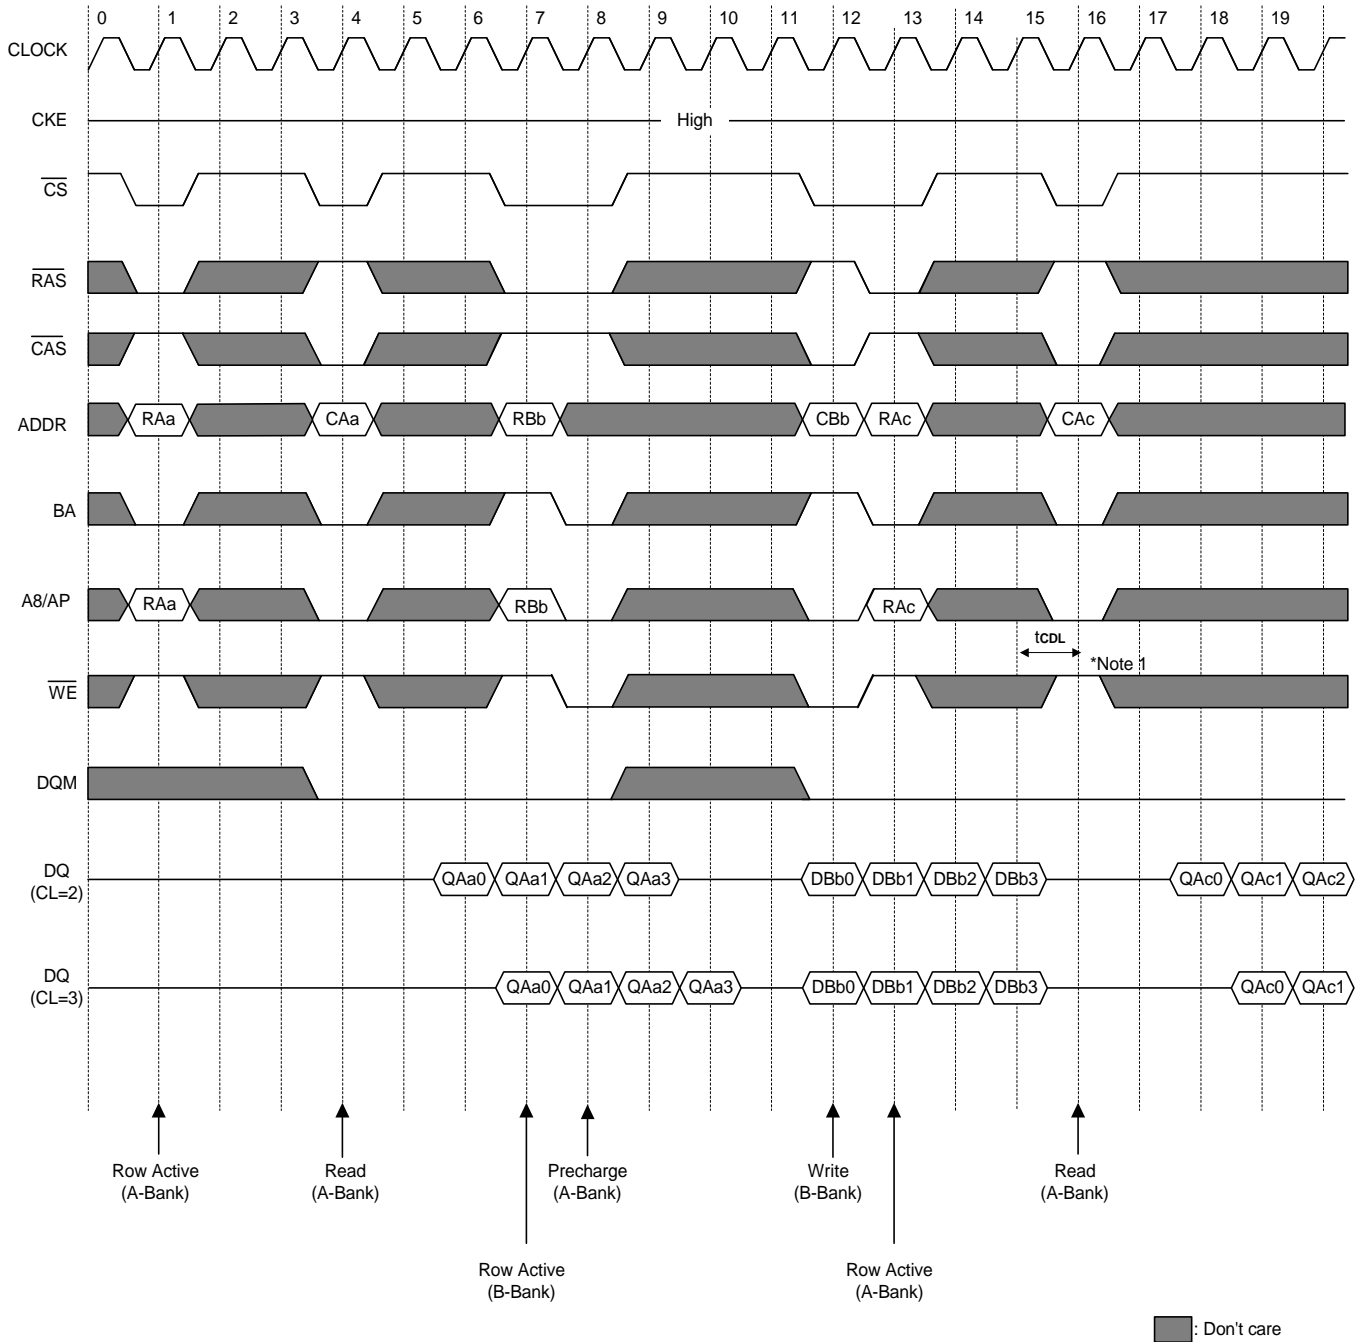 0 1 2 3 4 5 6 7 8 9 10 11 12 13 14 15 16 17 18 19
CLOCK
CKE High
CS
RAS
CAS
ADDR RAa CAa RBb CBb RAc CAc
BA
A8/AP RAa RBb RAc
tCDL
*Note 1
WE
DQM
DQ
(CL=2)
QAa0 QAa1 QAa2 QAa3 DBb0 DBb1 DBb2 DBb3 QAc0 QAc1 QAc2
DQ
(CL=3)
QAa0 QAa1 QAa2 QAa3 DBb0 DBb1 DBb2 DBb3 QAc0 QAc1
Row Active
(A-Bank)
Read
(A-Bank)
Precharge
(A-Bank)
Write
(B-Bank)
Read
(A-Bank)
Row Active
(B-Bank)
Row Active
(A-Bank)
: Don't care